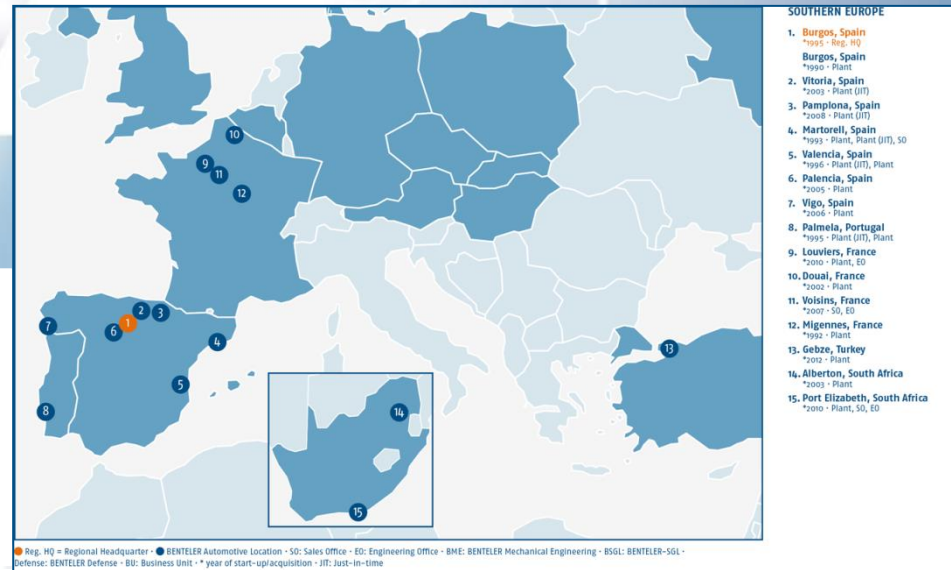 SOUTHERN EUROPE
1. Burgos, Spain
*1995 · Reg. HQ
Burgos, Spain
*1990 · Plant
2. Vitoria, Spain
*2003 · Plant (JIT)
3. Pamplona, Spain
*2008 · Plant (JIT)
4. Martorell, Spain
*1993 · Plant, Plant (JIT), SO
5. Valencia, Spain
*1996 · Plant (JIT), Plant
6. Palencia, Spain
*2005 · Plant
7. Vigo, Spain
*2006 · Plant
8. Palmela, Portugal
*1995 · Plant (JIT), Plant
9. Louviers, France
*2010 · Plant, EO
10. Douai, France
*2002 · Plant
11. Voisins, France
*2007 · SO, EO
12. Migennes, France
*1992 · Plant
13. Gebze, Turkey
*2012 · Plant
14. Alberton, South Africa
*2003 · Plant
15. Port Elizabeth, South Africa
*2010 · Plant, SO, EO
10
9
11
12
2
3
1
7
6
4
13
5
8
14
15
Reg. HQ = Regional Headquarter · BENTELER Automotive Location · SO: Sales Office · EO: Engineering Office · BME: BENTELER Mechanical Engineering · BSGL: BENTELER-SGL ·
Defense: BENTELER Defense · BU: Business Unit · * year of start-up/acquisition · JIT: Just-in-time